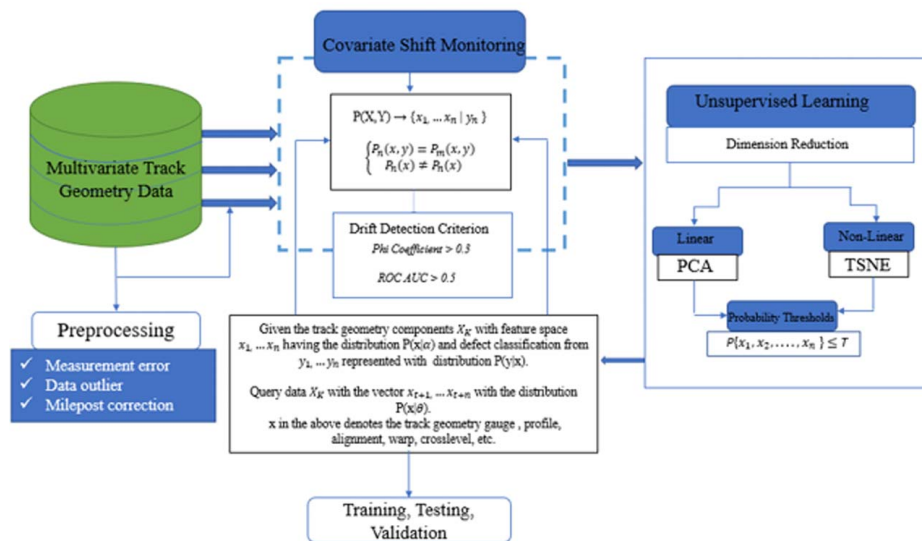 Covariate Shift Monitoring
P(X,Y) → {x₁, … xₙ | yₙ }
{Pₙ(x, y) = Pₘ(x, y)
Pₙ(x) ≠ Pₙ(x)
Drift Detection Criterion
Phi Coefficient > 0.3
ROC AUC > 0.5
Multivariate Track
Geometry Data
Preprocessing
✓ Measurement error
✓ Data outlier
✓ Milepost correction
Given the track geometry components X_K with feature space
x₁, … xₙ having the distribution P(x|α) and defect classification from
y₁, … yₙ represented with distribution P(y|x).
Query data X_K with the vector xₜ₊₁, … xₜ₊ₙ with the distribution
P(x|θ).
x in the above denotes the track geometry gauge , profile,
alignment, warp, crosslevel, etc.
Training, Testing,
Validation
Unsupervised Learning
Dimension Reduction
Linear
PCA
Non-Linear
TSNE
Probability Thresholds
P{x₁, x₂, . . . . , xₙ } ≤ T